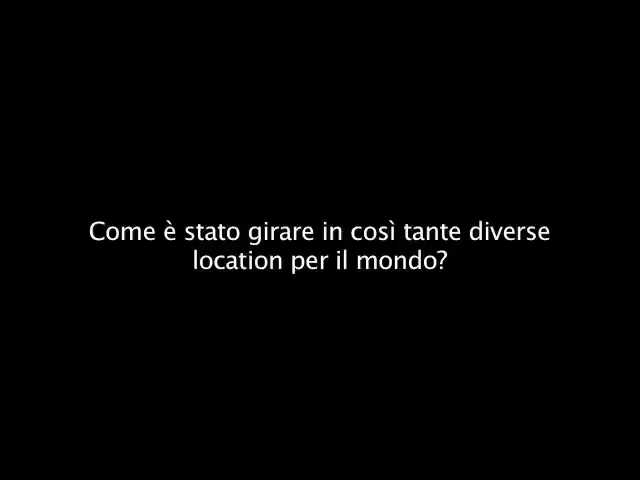 Come è stato girare in così tante diverse
location per il mondo?